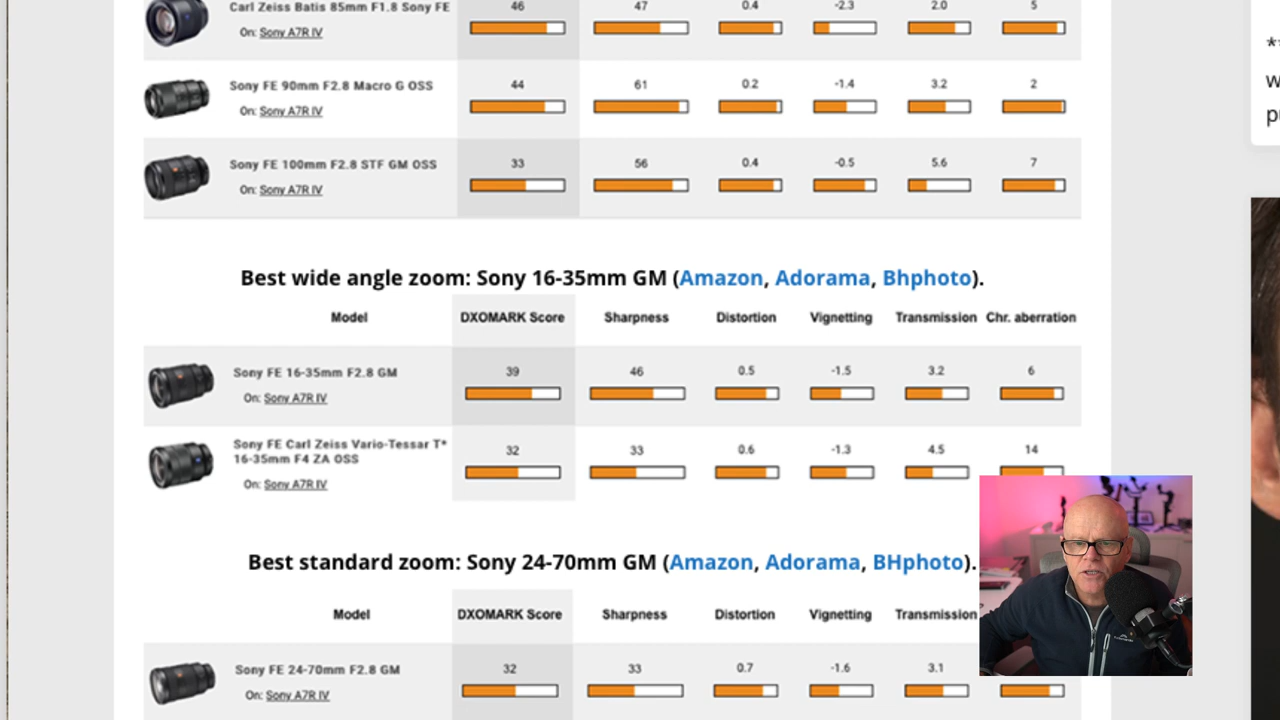 Carl Zeiss Batis 85mm F1.8 Sony FE 46 47 0.4 -2.3 2.0 5
On: Sony A7R IV
Sony FE 90mm F2.8 Macro G OSS 44 61 0.2 -1.4 3.2 2
On: Sony A7R IV
Sony FE 100mm F2.8 STF GM OSS 33 56 0.4 -0.5 5.6 7
On: Sony A7R IV
Best wide angle zoom: Sony 16-35mm GM (Amazon, Adorama, Bhphoto).
Model DXOMARK Score Sharpness Distortion Vignetting Transmission Chr. aberration
Sony FE 16-35mm F2.8 GM 39 46 0.5 -1.5 3.2 6
On: Sony A7R IV
Sony FE Carl Zeiss Vario-Tessar T*
16-35mm F4 ZA OSS 32 33 0.6 -1.3 4.5 14
On: Sony A7R IV
Best standard zoom: Sony 24-70mm GM (Amazon, Adorama, BHphoto).
Model DXOMARK Score Sharpness Distortion Vignetting Transmission
Sony FE 24-70mm F2.8 GM 32 33 0.7 -1.6 3.1
On: Sony A7R IV